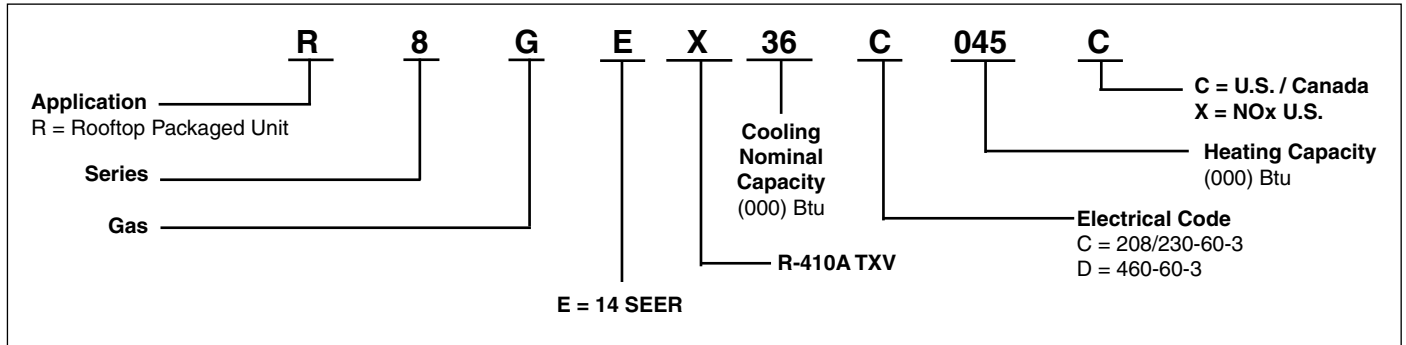 R 8 G E X 36 C 045 C
Application
R = Rooftop Packaged Unit
Series
Gas
E = 14 SEER
R-410A TXV
Cooling
Nominal
Capacity
(000) Btu
Electrical Code
C = 208/230-60-3
D = 460-60-3
Heating Capacity
(000) Btu
C = U.S. / Canada
X = NOx U.S.